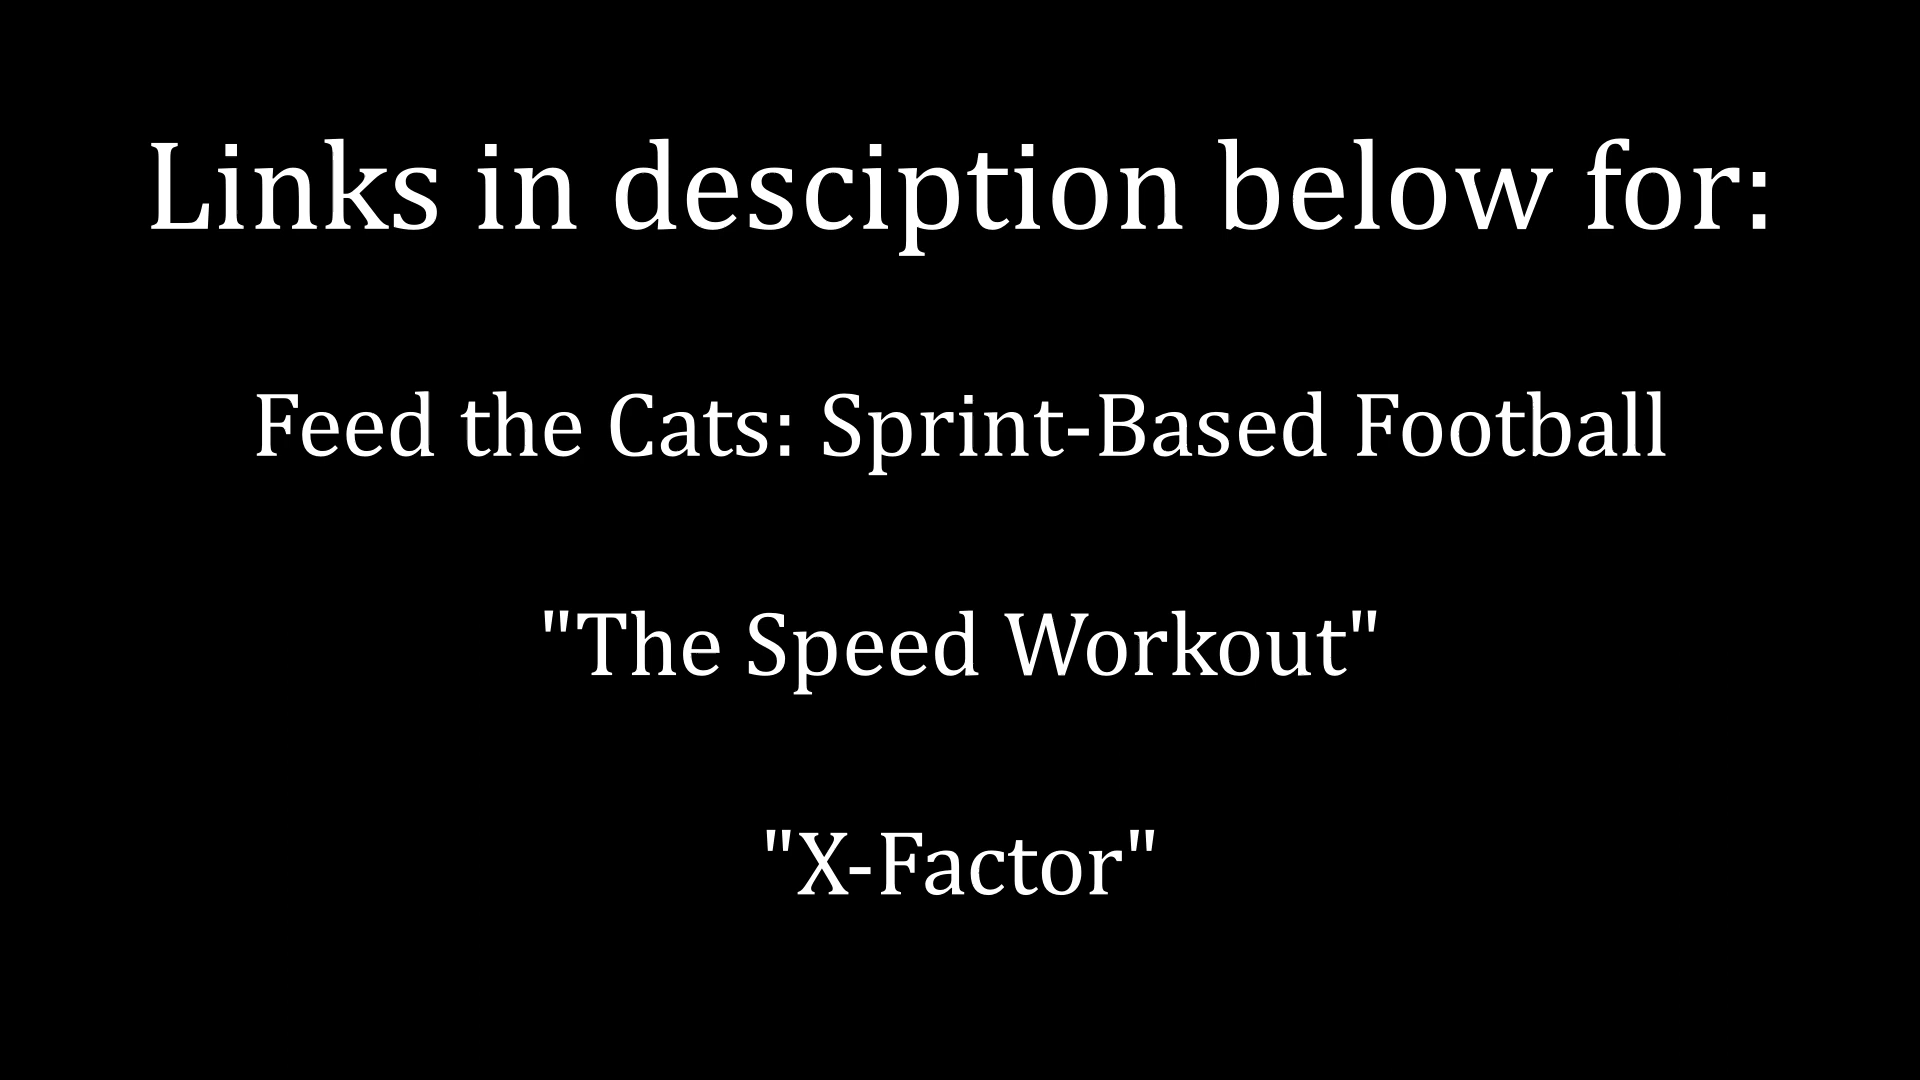 Links in desciption below for:
Feed the Cats: Sprint-Based Football
"The Speed Workout"
"X-Factor"